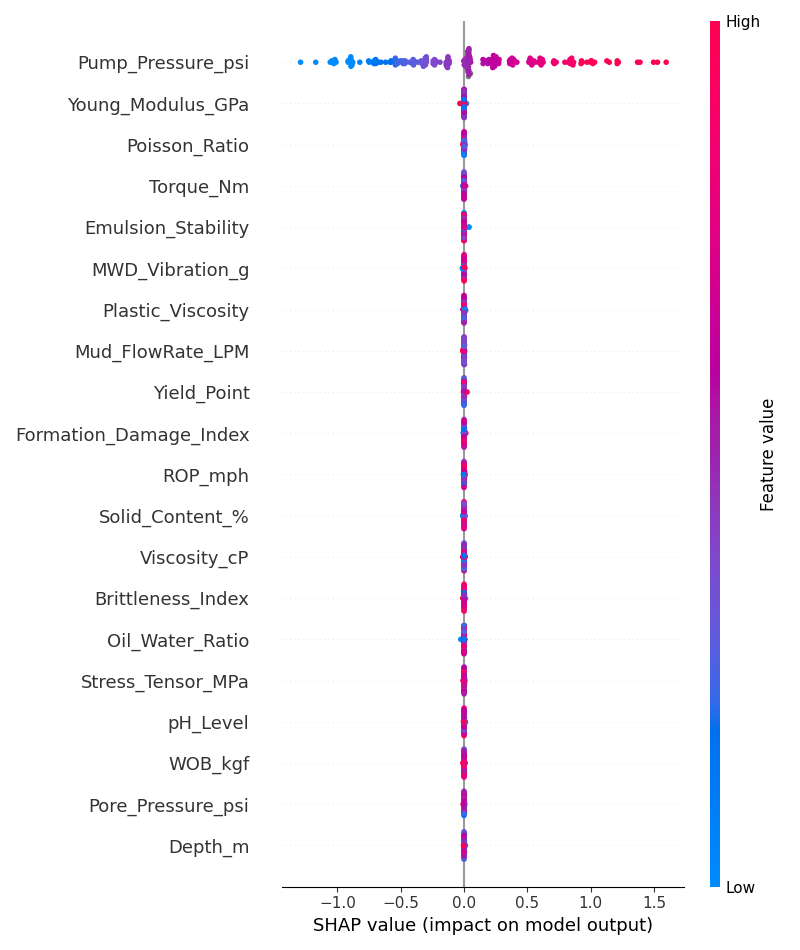 High
Pump_Pressure_psi
Young_Modulus_GPa
Poisson_Ratio
Torque_Nm
Emulsion_Stability
MWD_Vibration_g
Plastic_Viscosity
Mud_FlowRate_LPM
Yield_Point
Formation_Damage_Index
ROP_mph
Solid_Content_%
Viscosity_cP
Brittleness_Index
Oil_Water_Ratio
Stress_Tensor_MPa
pH_Level
WOB_kgf
Pore_Pressure_psi
Depth_m
Feature value
Low
−1.0 −0.5 0.0 0.5 1.0 1.5
SHAP value (impact on model output)